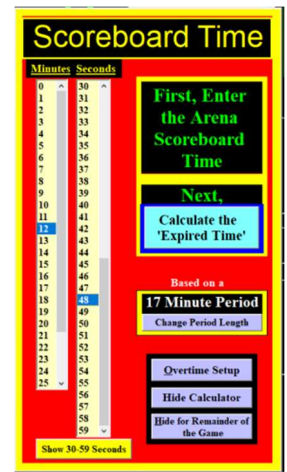 Scoreboard Time
Minutes Seconds
0 30
1 31
2 32
3 33
4 34
5 35
6 36
7 37
8 38
9 39
10 40
11 41
12 42
13 43
14 44
15 45
16 46
17 47
18 48
19 49
20 50
21 51
22 52
23 53
24 54
25 55
56
57
58
59
Show 30-59 Seconds
First, Enter
the Arena
Scoreboard
Time
Next,
Calculate the
'Expired Time'
Based on a
17 Minute Period
Change Period Length
Overtime Setup
Hide Calculator
Hide for Remainder of
the Game